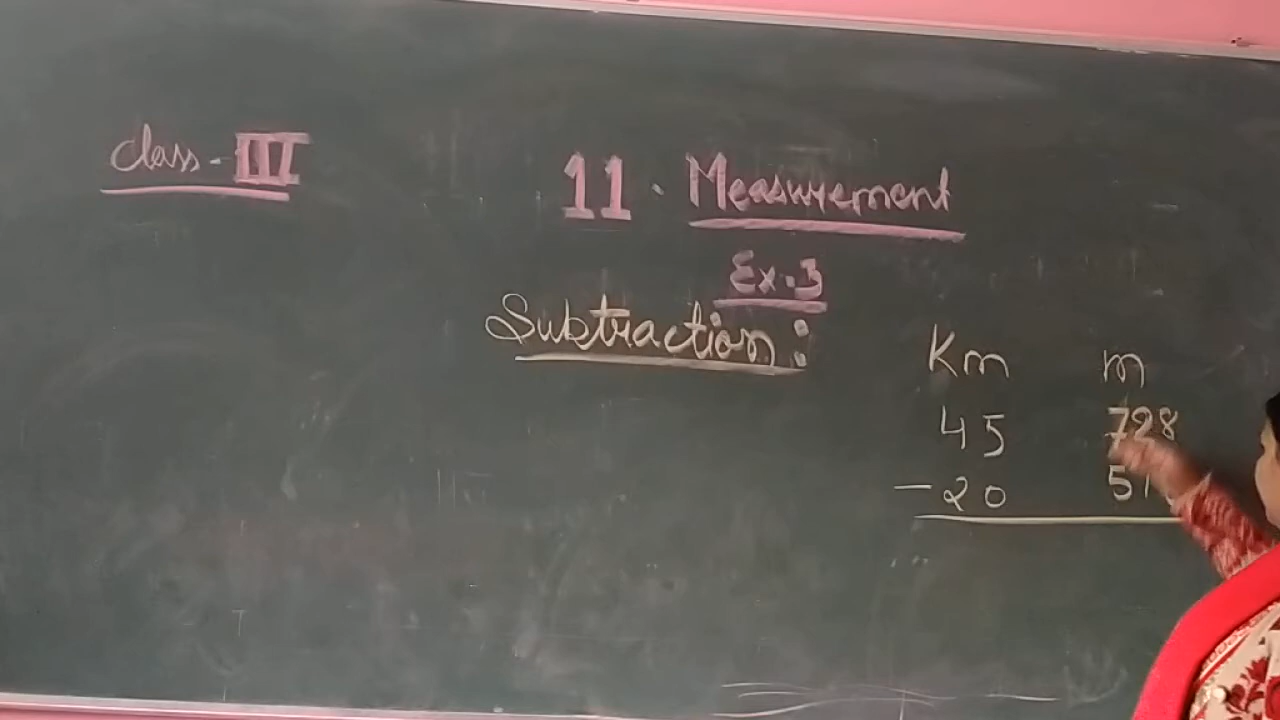 Class - III
11. Measurement
Ex. 3
Subtraction:
Km m
45 728
- 20